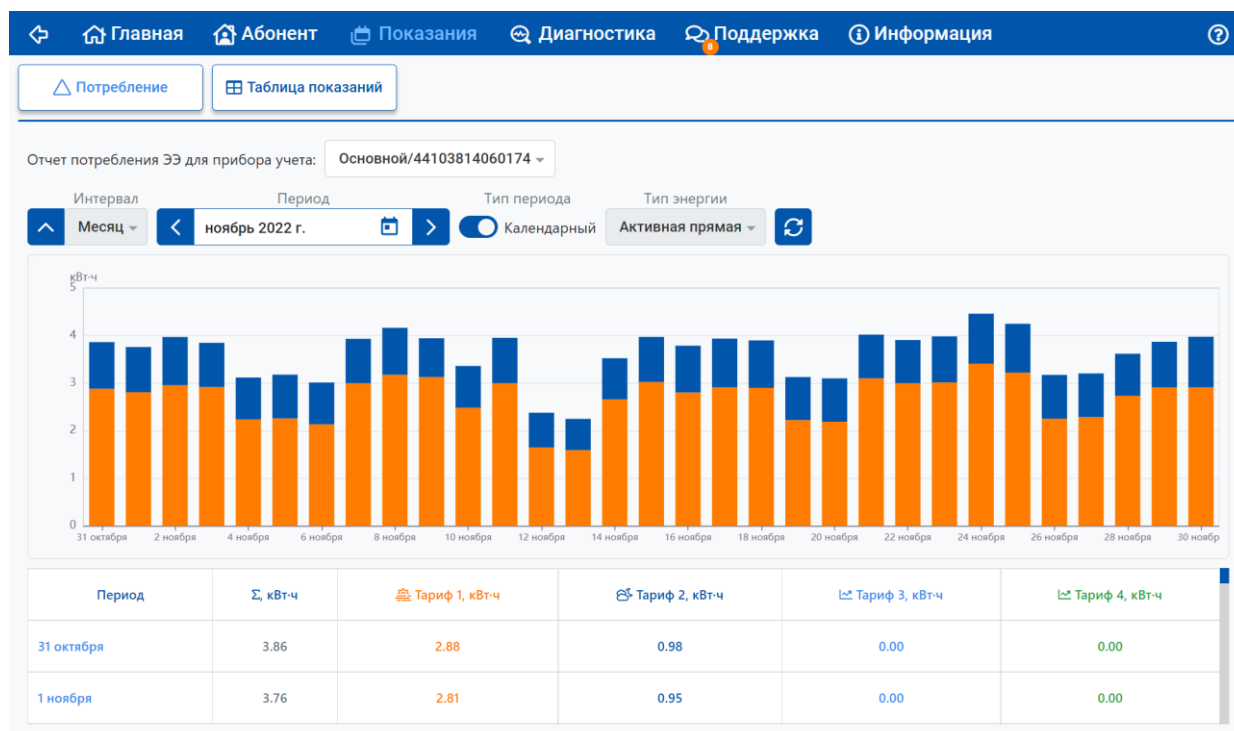 Главная Абонент Показания Диагностика Поддержка 8 Информация
Потребление Таблица показаний
Отчет потребления ЭЭ для прибора учета: Основной/44103814060174
Интервал Период Тип периода Тип энергии
Месяц ноябрь 2022 г. Календарный Активная прямая
кВт·ч
5
4
3
2
1
0
31 октября 2 ноября 4 ноября 6 ноября 8 ноября 10 ноября 12 ноября 14 ноября 16 ноября 18 ноября 20 ноября 22 ноября 24 ноября 26 ноября 28 ноября 30 ноябр
Период Σ, кВт·ч Тариф 1, кВт·ч Тариф 2, кВт·ч Тариф 3, кВт·ч Тариф 4, кВт·ч
31 октября 3.86 2.88 0.98 0.00 0.00
1 ноября 3.76 2.81 0.95 0.00 0.00